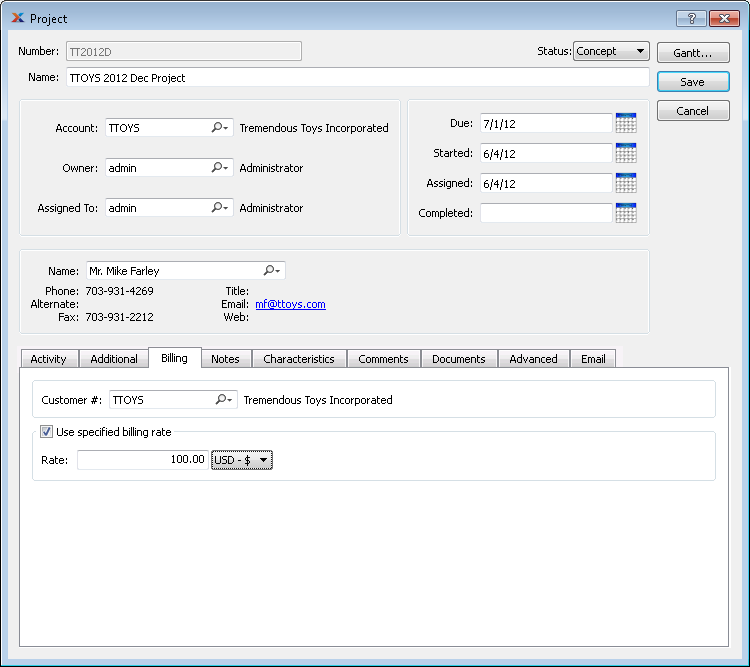 Project
Number: TT2012D Status: Concept Gantt...
Name: TTOYS 2012 Dec Project Save
Cancel
Account: TTOYS Tremendous Toys Incorporated
Owner: admin Administrator
Assigned To: admin Administrator
Due: 7/1/12
Started: 6/4/12
Assigned: 6/4/12
Completed:
Name: Mr. Mike Farley
Phone: 703-931-4269 Title:
Alternate: Email: mf@ttoys.com
Fax: 703-931-2212 Web:
Activity Additional Billing Notes Characteristics Comments Documents Advanced Email
Customer #: TTOYS Tremendous Toys Incorporated
Use specified billing rate
Rate: 100.00 USD - $